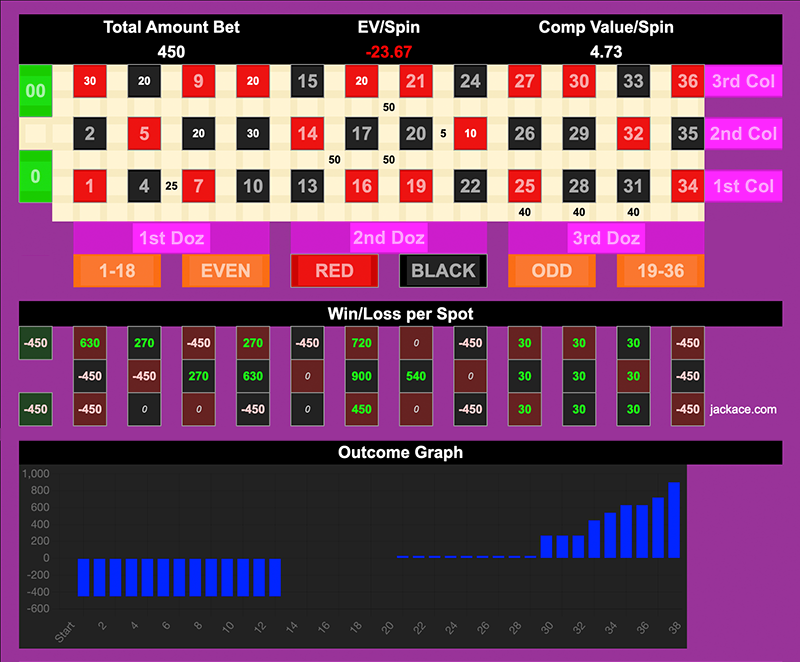 Total Amount Bet EV/Spin Comp Value/Spin
450 -23.67 4.73
00 30 20 9 20 15 20 21 24 27 30 33 36 3rd Col
50
2 5 20 30 14 17 20 5 10 26 29 32 35 2nd Col
50 50
0 1 4 25 7 10 13 16 19 22 25 28 31 34 1st Col
40 40 40
1st Doz 2nd Doz 3rd Doz
1-18 EVEN RED BLACK ODD 19-36
Win/Loss per Spot
-450 630 270 -450 270 -450 720 0 -450 30 30 30 -450
-450 -450 270 630 0 900 540 0 30 30 30 -450
-450 -450 0 0 -450 0 450 0 -450 30 30 30 -450 jackace.com
Outcome Graph
1,000
800
600
400
200
0
-200
-400
-600
Start 2 4 6 8 10 12 14 16 18 20 22 24 26 28 30 32 34 36 38